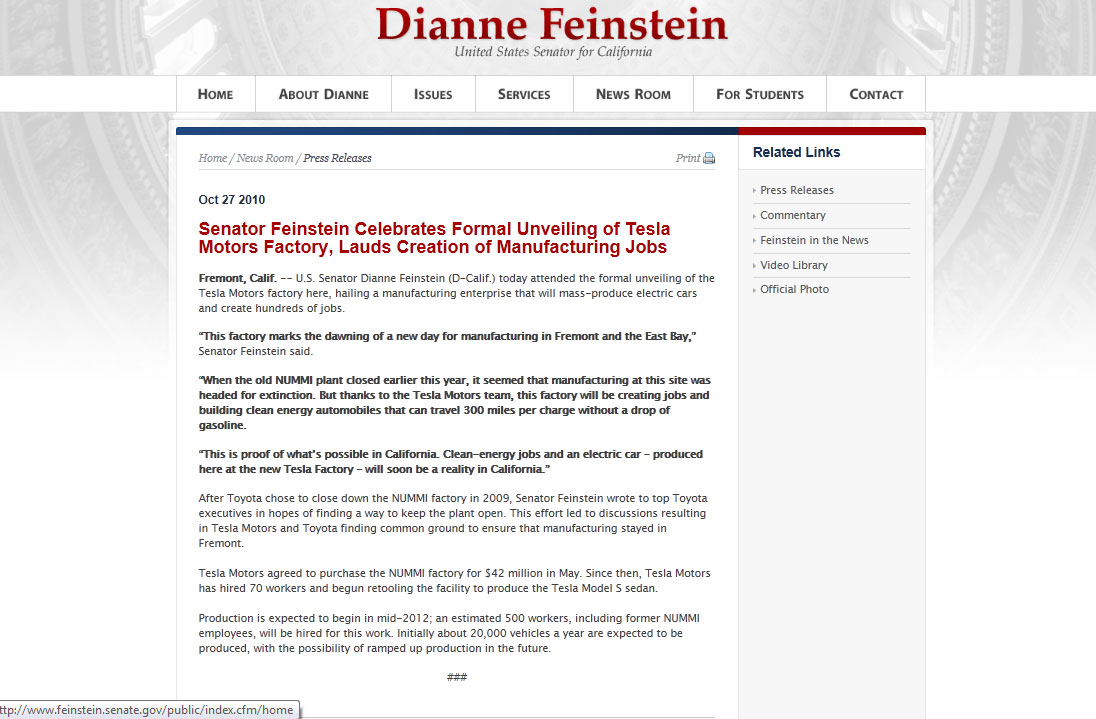 Dianne Feinstein
United States Senator for California
Home About Dianne Issues Services News Room For Students Contact
Home / News Room / Press Releases
Print
Oct 27 2010
Senator Feinstein Celebrates Formal Unveiling of Tesla
Motors Factory, Lauds Creation of Manufacturing Jobs
Fremont, Calif. -- U.S. Senator Dianne Feinstein (D-Calif.) today attended the formal unveiling of the
Tesla Motors factory here, hailing a manufacturing enterprise that will mass-produce electric cars
and create hundreds of jobs.
“This factory marks the dawning of a new day for manufacturing in Fremont and the East Bay,”
Senator Feinstein said.
“When the old NUMMI plant closed earlier this year, it seemed that manufacturing at this site was
headed for extinction. But thanks to the Tesla Motors team, this factory will be creating jobs and
building clean energy automobiles that can travel 300 miles per charge without a drop of
gasoline.
“This is proof of what’s possible in California. Clean-energy jobs and an electric car – produced
here at the new Tesla Factory – will soon be a reality in California.”
After Toyota chose to close down the NUMMI factory in 2009, Senator Feinstein wrote to top Toyota
executives in hopes of finding a way to keep the plant open. This effort led to discussions resulting
in Tesla Motors and Toyota finding common ground to ensure that manufacturing stayed in
Fremont.
Tesla Motors agreed to purchase the NUMMI factory for $42 million in May. Since then, Tesla Motors
has hired 70 workers and begun retooling the facility to produce the Tesla Model S sedan.
Production is expected to begin in mid-2012; an estimated 500 workers, including former NUMMI
employees, will be hired for this work. Initially about 20,000 vehicles a year are expected to be
produced, with the possibility of ramped up production in the future.
###
Related Links
Press Releases
Commentary
Feinstein in the News
Video Library
Official Photo
ttp://www.feinstein.senate.gov/public/index.cfm/home